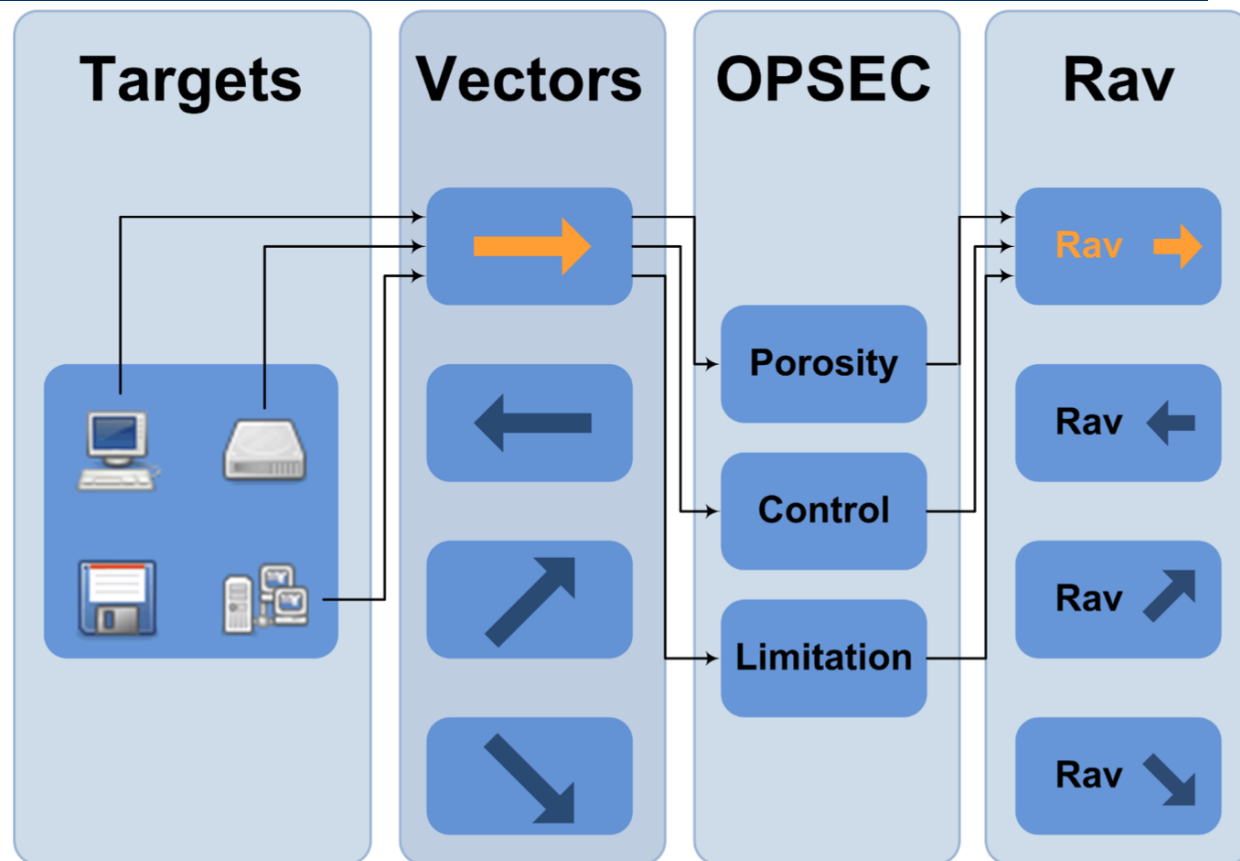 Targets
Vectors
OPSEC
Rav
Rav
Porosity
Rav
Control
Rav
Limitation
Rav